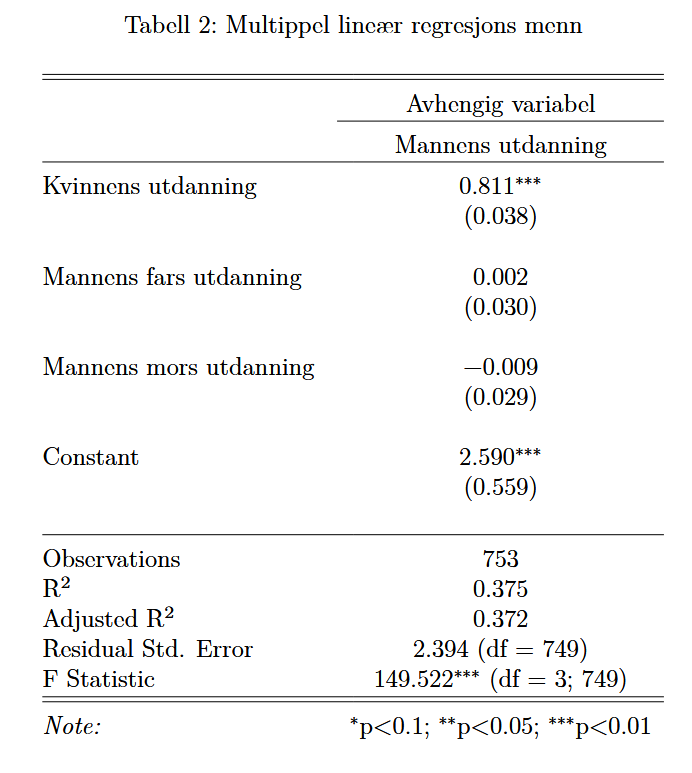 Tabell 2: Multippel lineær regresjons menn
Avhengig variabel
Mannens utdanning
Kvinnens utdanning 0.811***
(0.038)
Mannens fars utdanning 0.002
(0.030)
Mannens mors utdanning −0.009
(0.029)
Constant 2.590***
(0.559)
Observations 753
R² 0.375
Adjusted R² 0.372
Residual Std. Error 2.394 (df = 749)
F Statistic 149.522*** (df = 3; 749)
Note: *p<0.1; **p<0.05; ***p<0.01